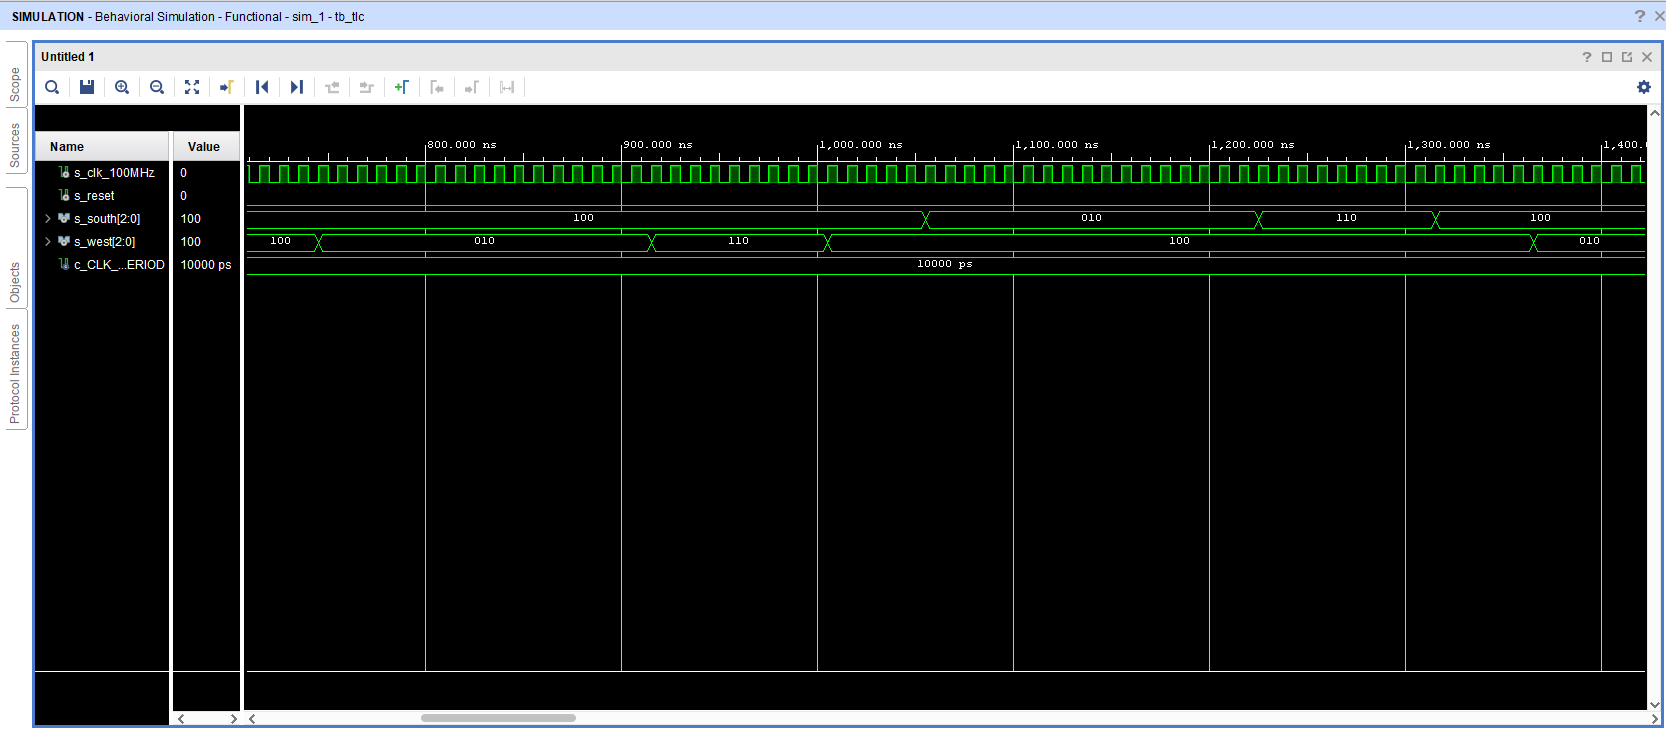 SIMULATION - Behavioral Simulation - Functional - sim_1 - tb_tlc
Untitled 1
Scope
Sources
Objects
Protocol Instances
Name Value
800.000 ns 900.000 ns 1,000.000 ns 1,100.000 ns 1,200.000 ns 1,300.000 ns 1,400.0
s_clk_100MHz 0
s_reset 0
s_south[2:0] 100 100 010 110 100
s_west[2:0] 100 100 010 110 100 010
c_CLK_...ERIOD 10000 ps 10000 ps